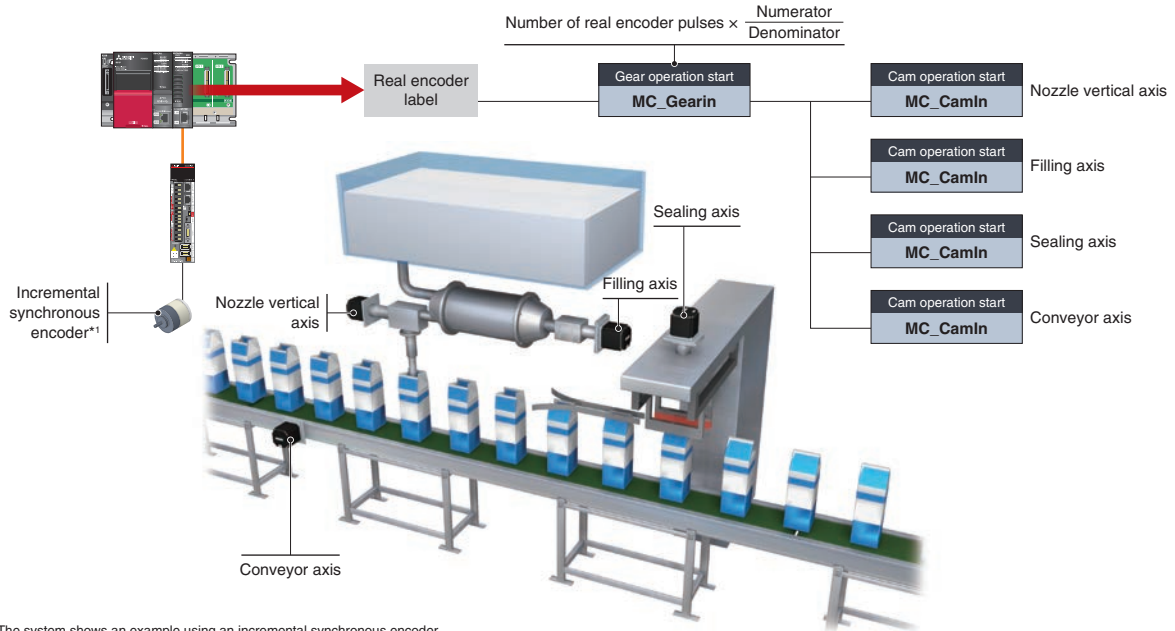 Number of real encoder pulses × Numerator
Denominator
Real encoder
label
Gear operation start
MC_Gearin
Cam operation start
MC_CamIn
Nozzle vertical axis
Cam operation start
MC_CamIn
Filling axis
Cam operation start
MC_CamIn
Sealing axis
Cam operation start
MC_CamIn
Conveyor axis
Sealing axis
Filling axis
Nozzle vertical
axis
Incremental
synchronous
encoder*1
Conveyor axis
The system shows an example using an incremental synchronous encoder